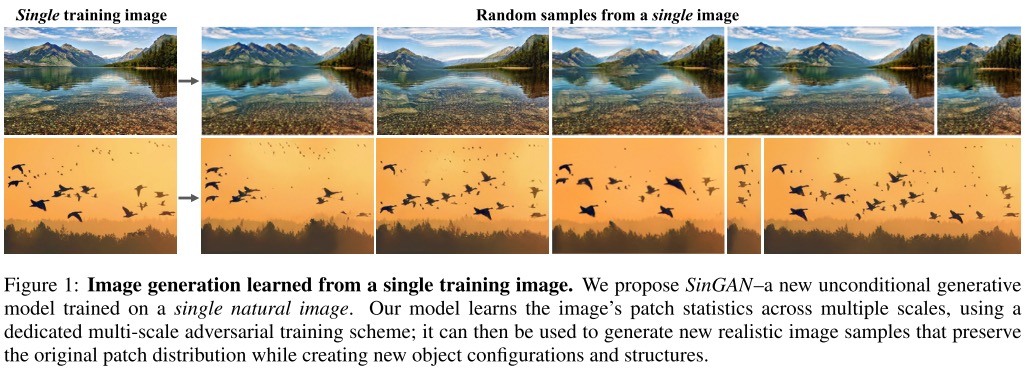 Single training image
Random samples from a single image
Figure 1: Image generation learned from a single training image. We propose SinGAN–a new unconditional generative
model trained on a single natural image. Our model learns the image's patch statistics across multiple scales, using a
dedicated multi-scale adversarial training scheme; it can then be used to generate new realistic image samples that preserve
the original patch distribution while creating new object configurations and structures.